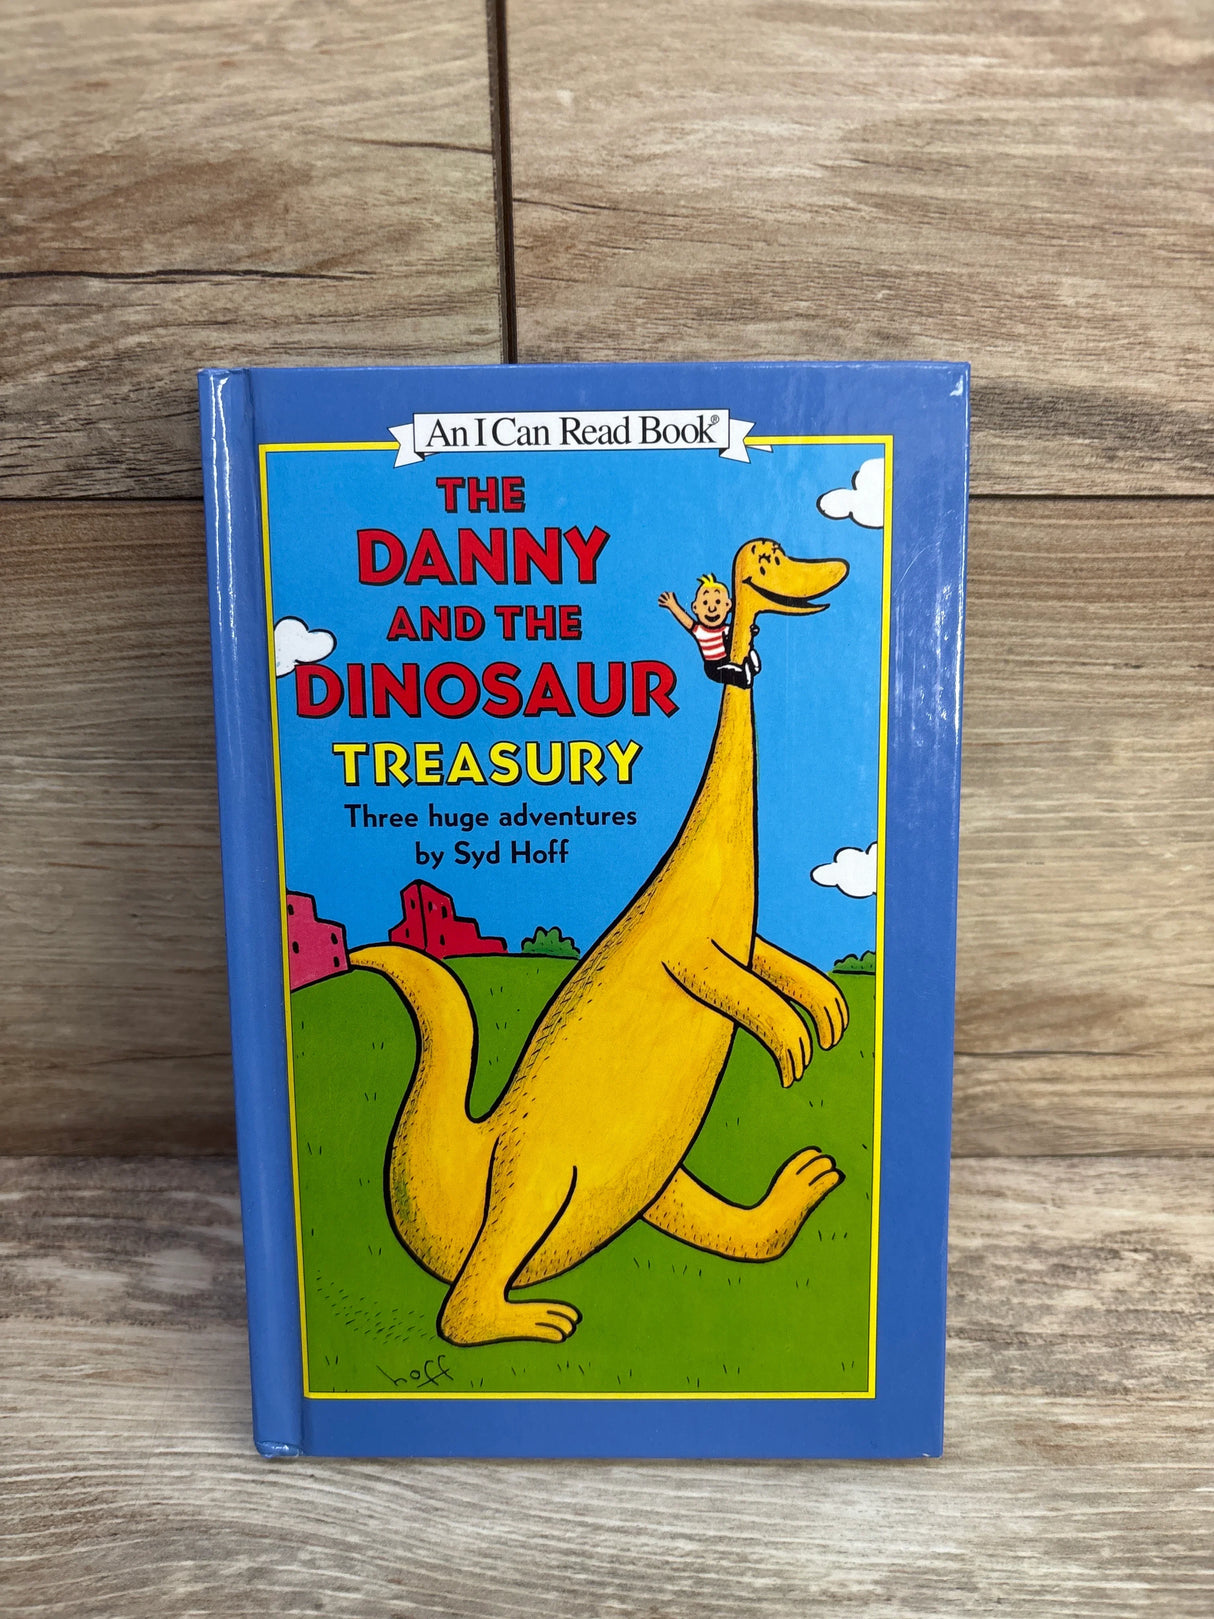 An I Can Read Book®
THE
DANNY
AND THE
DINOSAUR
TREASURY
Three huge adventures
by Syd Hoff
hoff